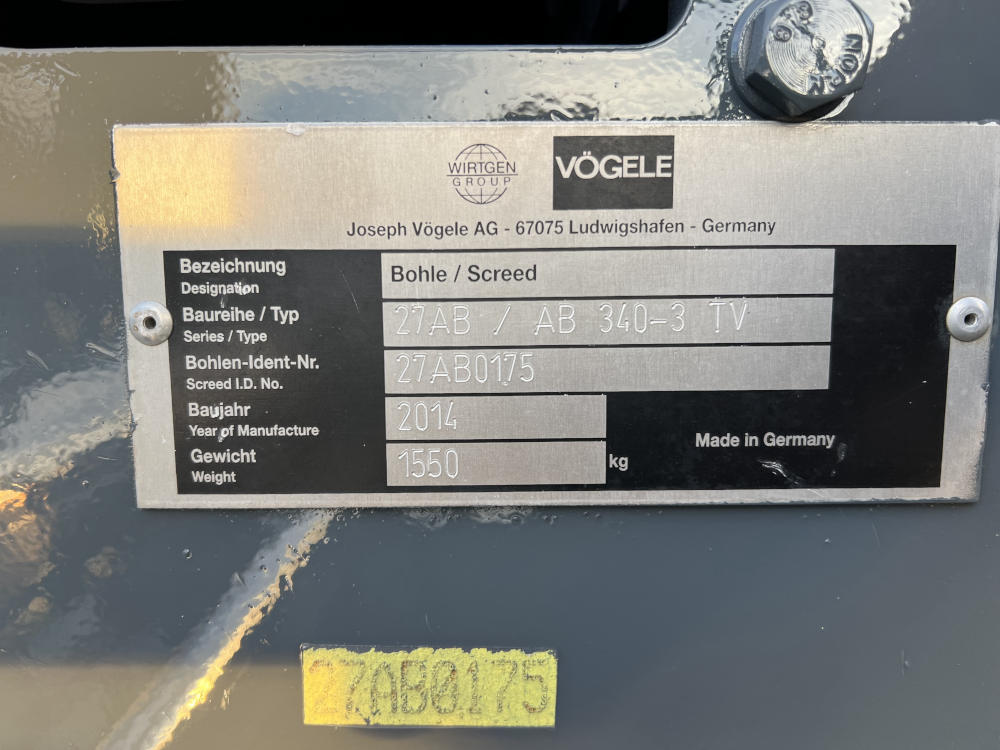 NORD
WIRTGEN
GROUP
VÖGELE
Joseph Vögele AG - 67075 Ludwigshafen - Germany
Bezeichnung
Designation
Bohle / Screed
Baureihe / Typ
Series / Type
27AB / AB 340-3 TV
Bohlen-Ident-Nr.
Screed I.D. No.
27AB0175
Baujahr
Year of Manufacture
2014
Gewicht
Weight
1550
kg
Made in Germany
27AB0175